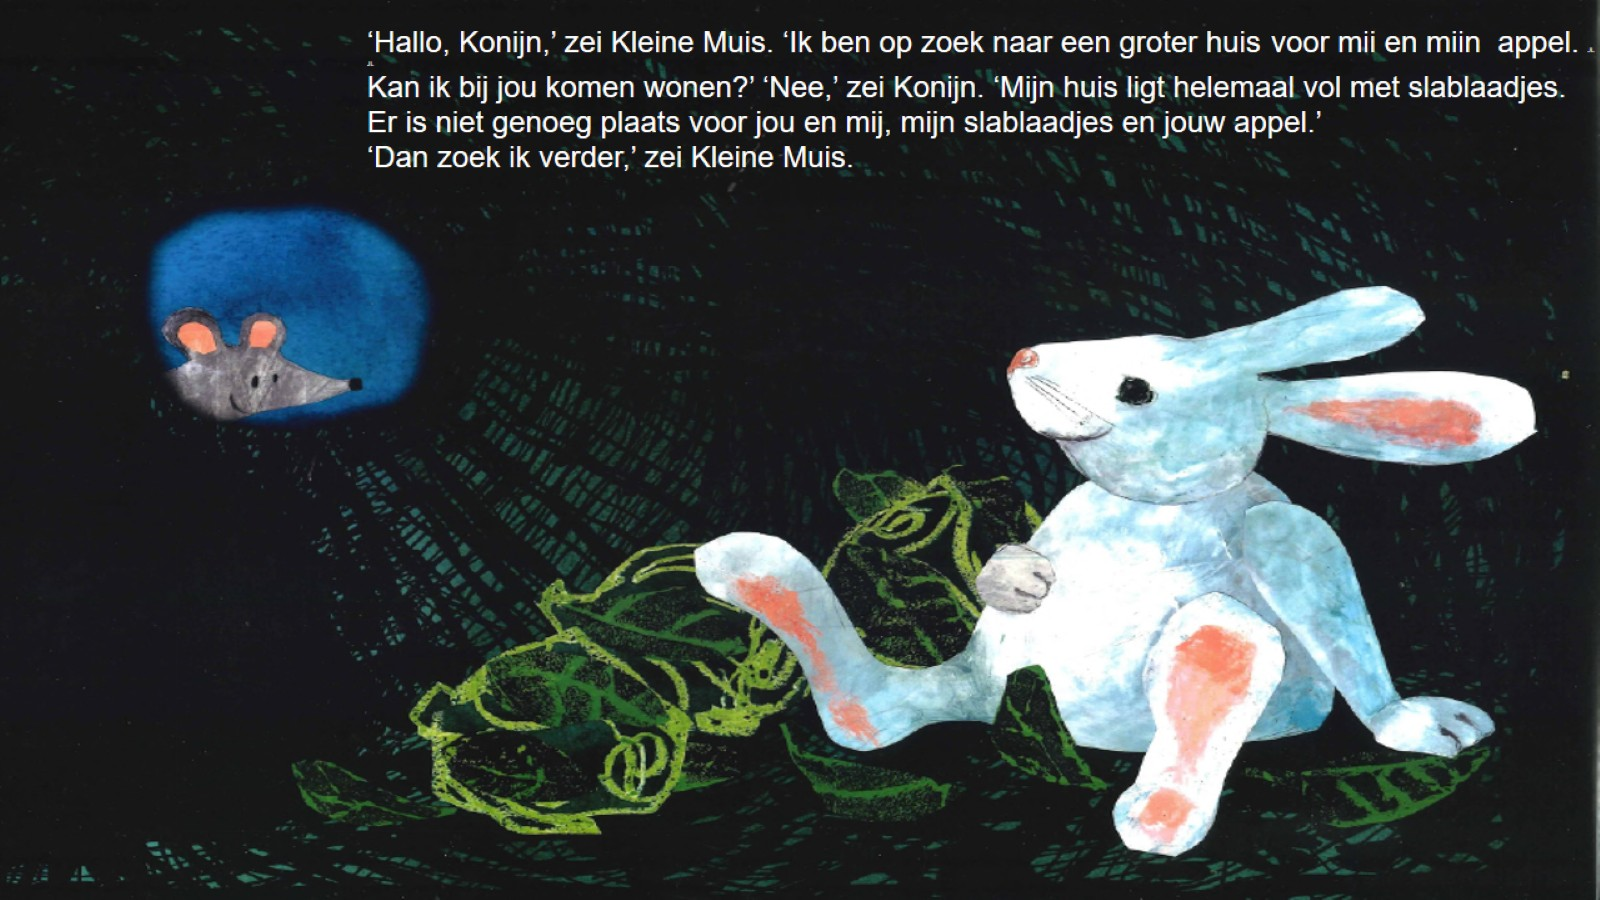 ‘Hallo, Konijn,’ zei Kleine Muis. ‘Ik ben op zoek naar een groter huis voor mij en mijn appel.
Kan ik bij jou komen wonen?’ ‘Nee,’ zei Konijn. ‘Mijn huis ligt helemaal vol met slablaadjes.
Er is niet genoeg plaats voor jou en mij, mijn slablaadjes en jouw appel.’
‘Dan zoek ik verder,’ zei Kleine Muis.